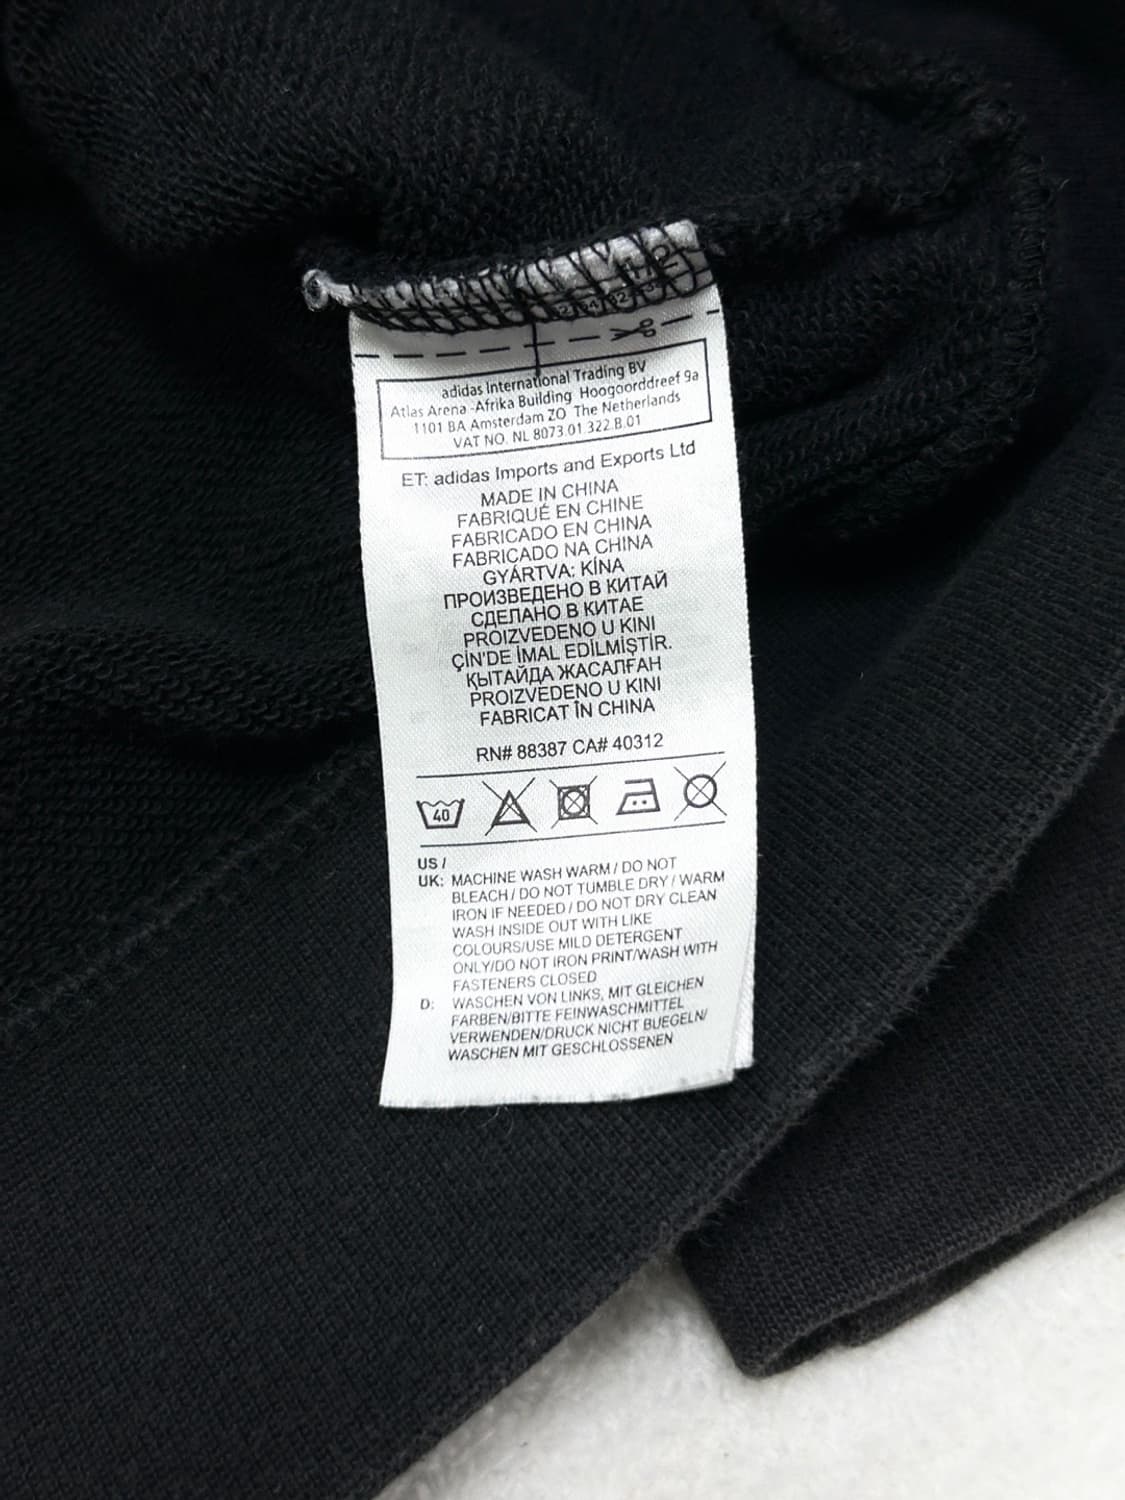 adidas International Trading BV
Atlas Arena -Afrika Building Hoogoorddreef 9a
1101 BA Amsterdam ZO The Netherlands
VAT NO. NL 8073.01.322.B.01
ET: adidas Imports and Exports Ltd
MADE IN CHINA
FABRIQUÉ EN CHINE
FABRICADO EN CHINA
FABRICADO NA CHINA
GYÁRTVA: KÍNA
ПРОИЗВЕДЕНО В КИТАЙ
СДЕЛАНО В КИТАЕ
PROIZVEDENO U KINI
ÇİN'DE İMAL EDİLMİŞTİR.
ҚЫТАЙДА ЖАСАЛҒАН
PROIZVEDENO U KINI
FABRICAT ÎN CHINA
RN# 88387 CA# 40312
40
US /
UK: MACHINE WASH WARM / DO NOT
BLEACH / DO NOT TUMBLE DRY / WARM
IRON IF NEEDED / DO NOT DRY CLEAN
WASH INSIDE OUT WITH LIKE
COLOURS/USE MILD DETERGENT
ONLY/DO NOT IRON PRINT/WASH WITH
FASTENERS CLOSED
D: WASCHEN VON LINKS, MIT GLEICHEN
FARBEN/BITTE FEINWASCHMITTEL
VERWENDEN/DRUCK NICHT BUEGELN/
WASCHEN MIT GESCHLOSSENEN